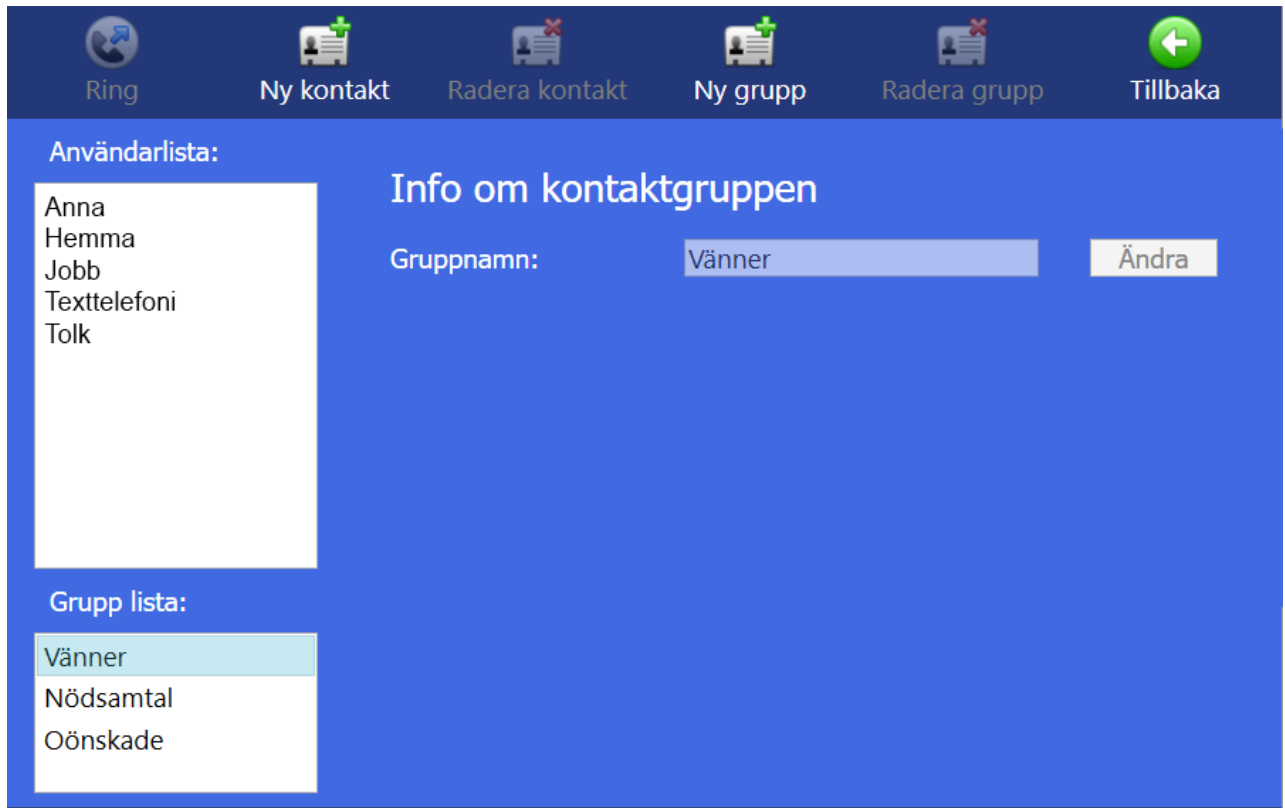 Ring
Ny kontakt
Radera kontakt
Ny grupp
Radera grupp
Tillbaka
Användarlista:
Anna
Hemma
Jobb
Texttelefoni
Tolk
Info om kontaktgruppen
Gruppnamn: Vänner Ändra
Grupp lista:
Vänner
Nödsamtal
Oönskade